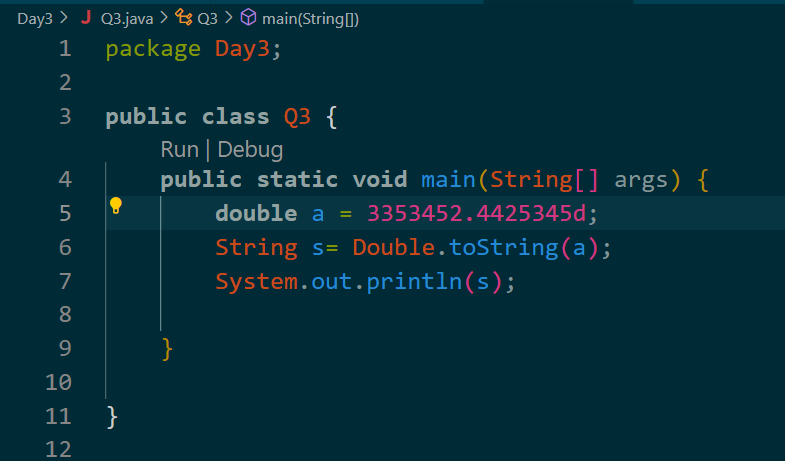 Day3 > J Q3.java > Q3 > main(String[])
1 package Day3;
2
3 public class Q3 {
Run | Debug
4 public static void main(String[] args) {
5 double a = 3353452.4425345d;
6 String s= Double.toString(a);
7 System.out.println(s);
8
9 }
10
11 }
12